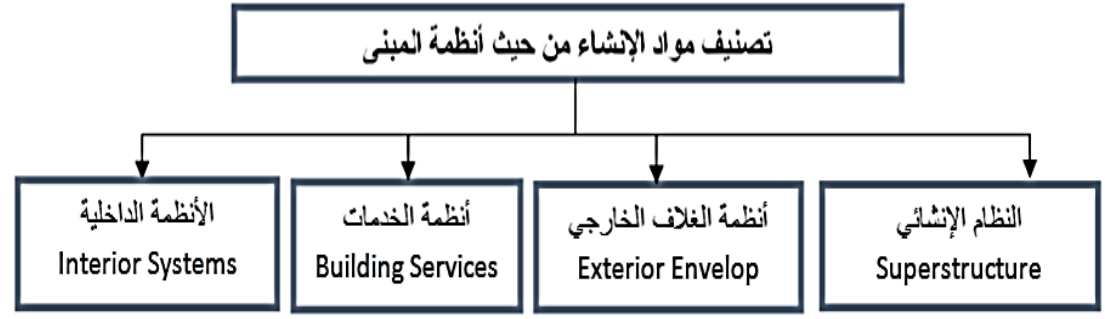 تصنيف مواد الإنشاء من حيث أنظمة المبنى
النظام الإنشائي
Superstructure
أنظمة الغلاف الخارجي
Exterior Envelop
أنظمة الخدمات
Building Services
الأنظمة الداخلية
Interior Systems